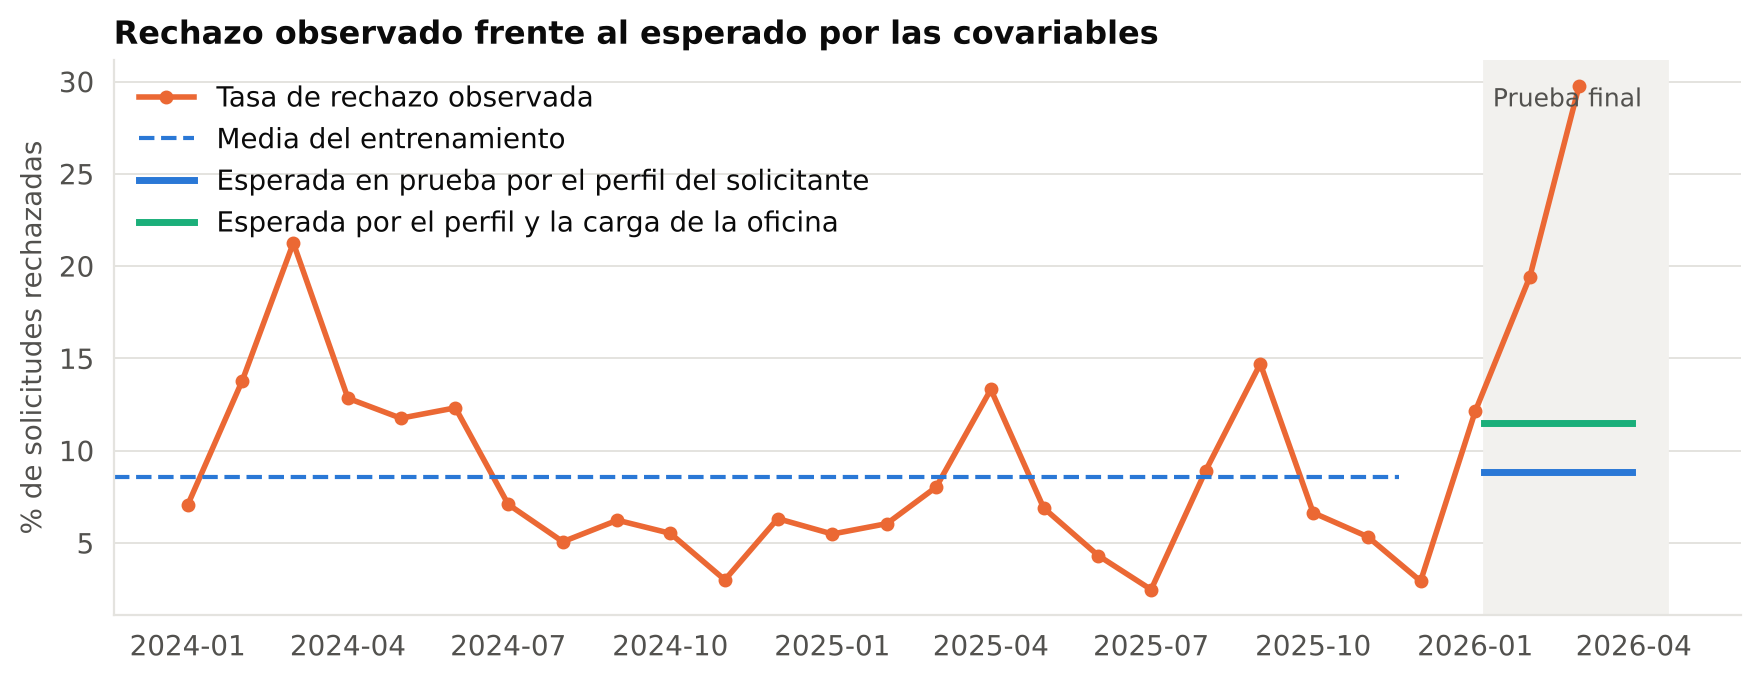 Rechazo observado frente al esperado por las covariables
% de solicitudes rechazadas
30
25
20
15
10
5
Tasa de rechazo observada
Media del entrenamiento
Esperada en prueba por el perfil del solicitante
Esperada por el perfil y la carga de la oficina
Prueba final
2024-01 2024-04 2024-07 2024-10 2025-01 2025-04 2025-07 2025-10 2026-01 2026-04